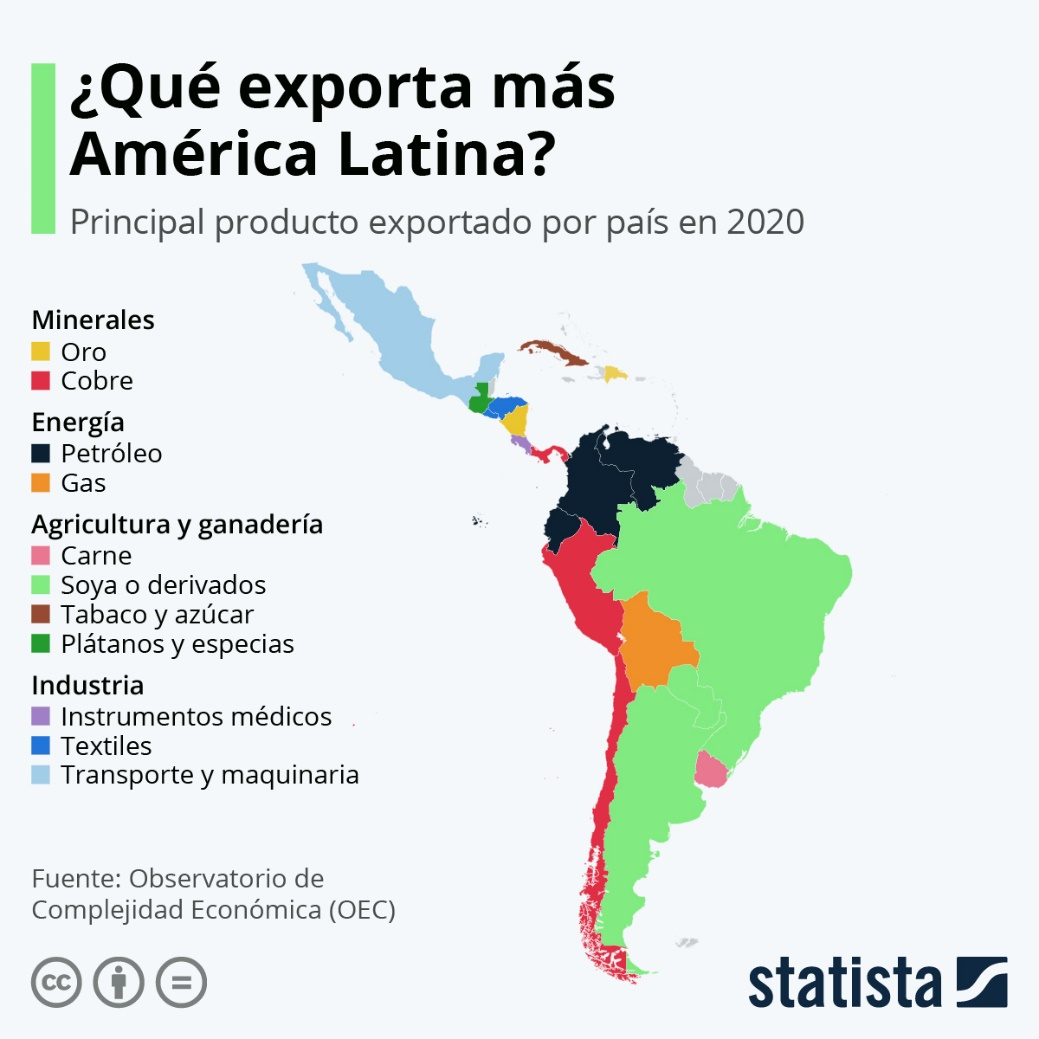 ¿Qué exporta más
América Latina?
Principal producto exportado por país en 2020
Minerales
Oro
Cobre
Energía
Petróleo
Gas
Agricultura y ganadería
Carne
Soya o derivados
Tabaco y azúcar
Plátanos y especias
Industria
Instrumentos médicos
Textiles
Transporte y maquinaria
Fuente: Observatorio de
Complejidad Económica (OEC)
cc
statista